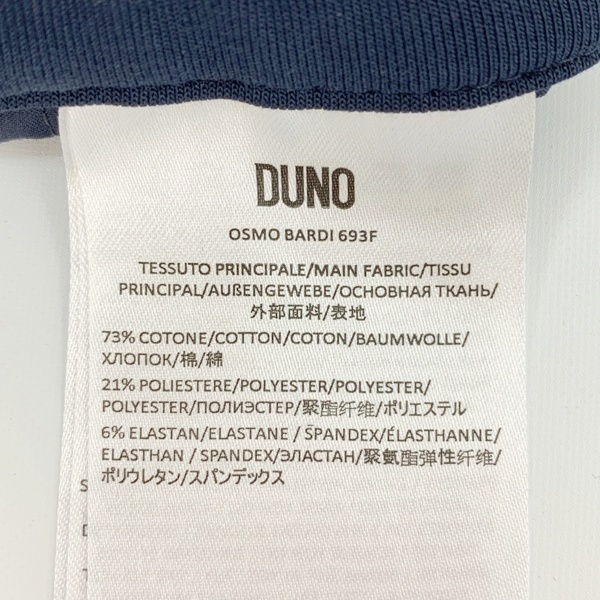 DUNO
OSMO BARDI 693F
TESSUTO PRINCIPALE/MAIN FABRIC/TISSU
PRINCIPAL/AUßENGEWEBE/ОСНОВНАЯ ТКАНЬ/
外部面料/表地
73% COTONE/COTTON/COTON/BAUMWOLLE/
ХЛОПОК/棉/綿
21% POLIESTERE/POLYESTER/POLYESTER/
POLYESTER/ПОЛИЭСТЕР/聚酯纤维/ポリエステル
6% ELASTAN/ELASTANE / SPANDEX/ÉLASTHANNE/
ELASTHAN / SPANDEX/ЭЛАСТАН/聚氨酯弹性纤维/
ポリウレタン/スパンデックス